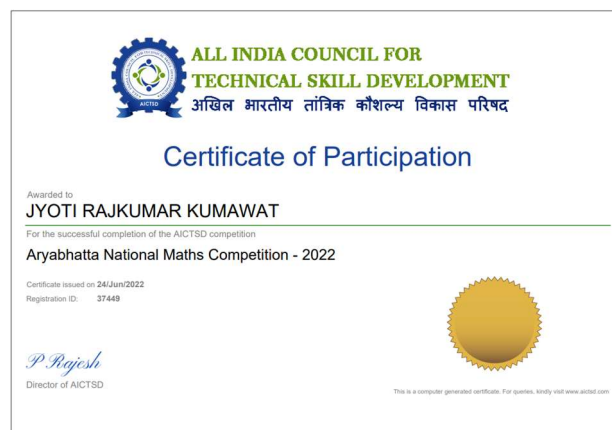 ALL INDIA COUNCIL FOR
TECHNICAL SKILL DEVELOPMENT
अखिल भारतीय तांत्रिक कौशल्य विकास परिषद
AICTSD
Certificate of Participation
Awarded to
JYOTI RAJKUMAR KUMAWAT
For the successful completion of the AICTSD competition
Aryabhatta National Maths Competition - 2022
Certificate issued on 24/Jun/2022
Registration ID: 37449
P Rajesh
Director of AICTSD
This is a computer generated certificate. For queries, kindly visit www.aictsd.com